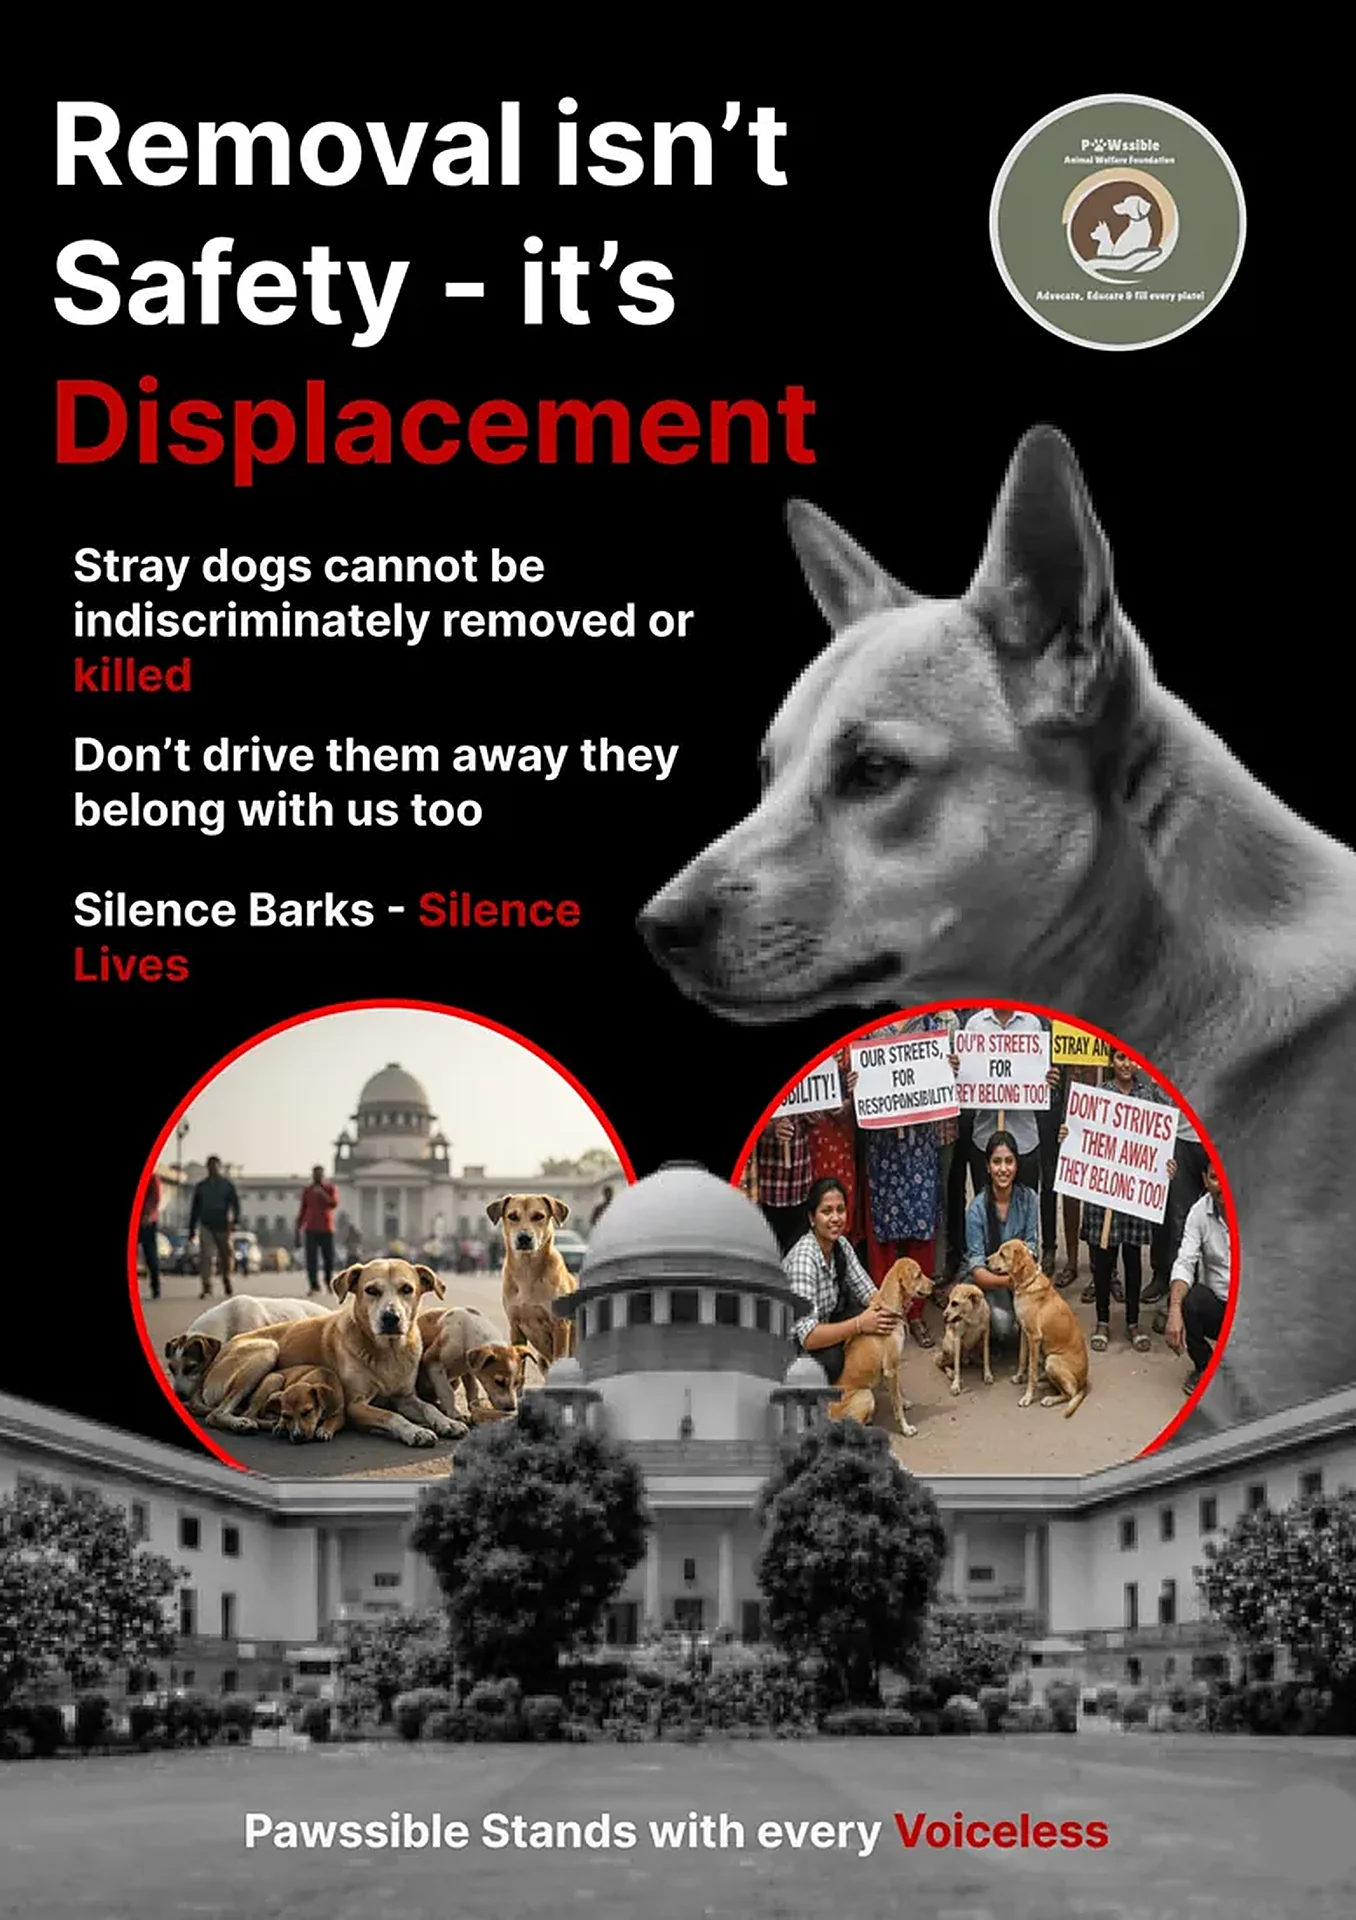 Removal isn't
Safety - it's
Displacement
PAWssible
Animal Welfare Foundation
Advocate, Educate & fill every plate!
Stray dogs cannot be
indiscriminately removed or
killed
Don't drive them away they
belong with us too
Silence Barks - Silence
Lives
BILITY!
OUR STREETS,
FOR
RESPOPONSIBILITY
OU'R STREETS,
FOR
REY BELONG TOO!
STRAY AN
DON'T STRIVES
THEM AWAY.
THEY BELONG TOO!
Pawssible Stands with every Voiceless